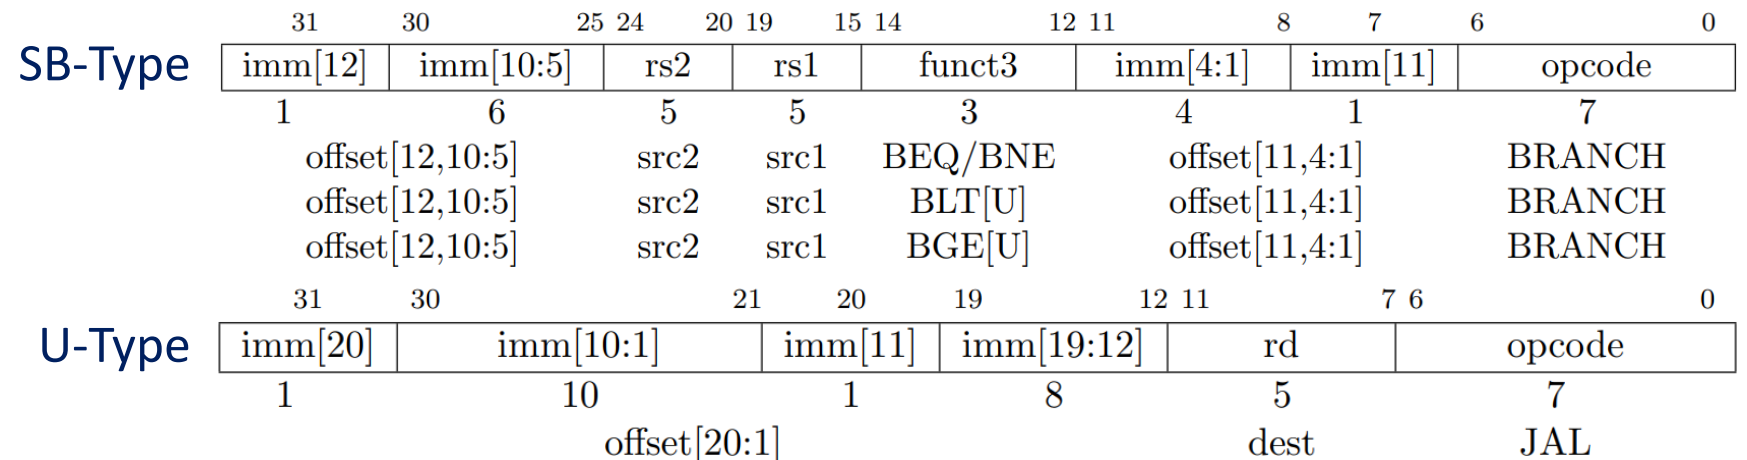 31 30 25 24 20 19 15 14 12 11 8 7 6 0
SB-Type imm[12] imm[10:5] rs2 rs1 funct3 imm[4:1] imm[11] opcode
1 6 5 5 3 4 1 7
offset[12,10:5] src2 src1 BEQ/BNE offset[11,4:1] BRANCH
offset[12,10:5] src2 src1 BLT[U] offset[11,4:1] BRANCH
offset[12,10:5] src2 src1 BGE[U] offset[11,4:1] BRANCH
31 30 21 20 19 12 11 7 6 0
U-Type imm[20] imm[10:1] imm[11] imm[19:12] rd opcode
1 10 1 8 5 7
offset[20:1] dest JAL